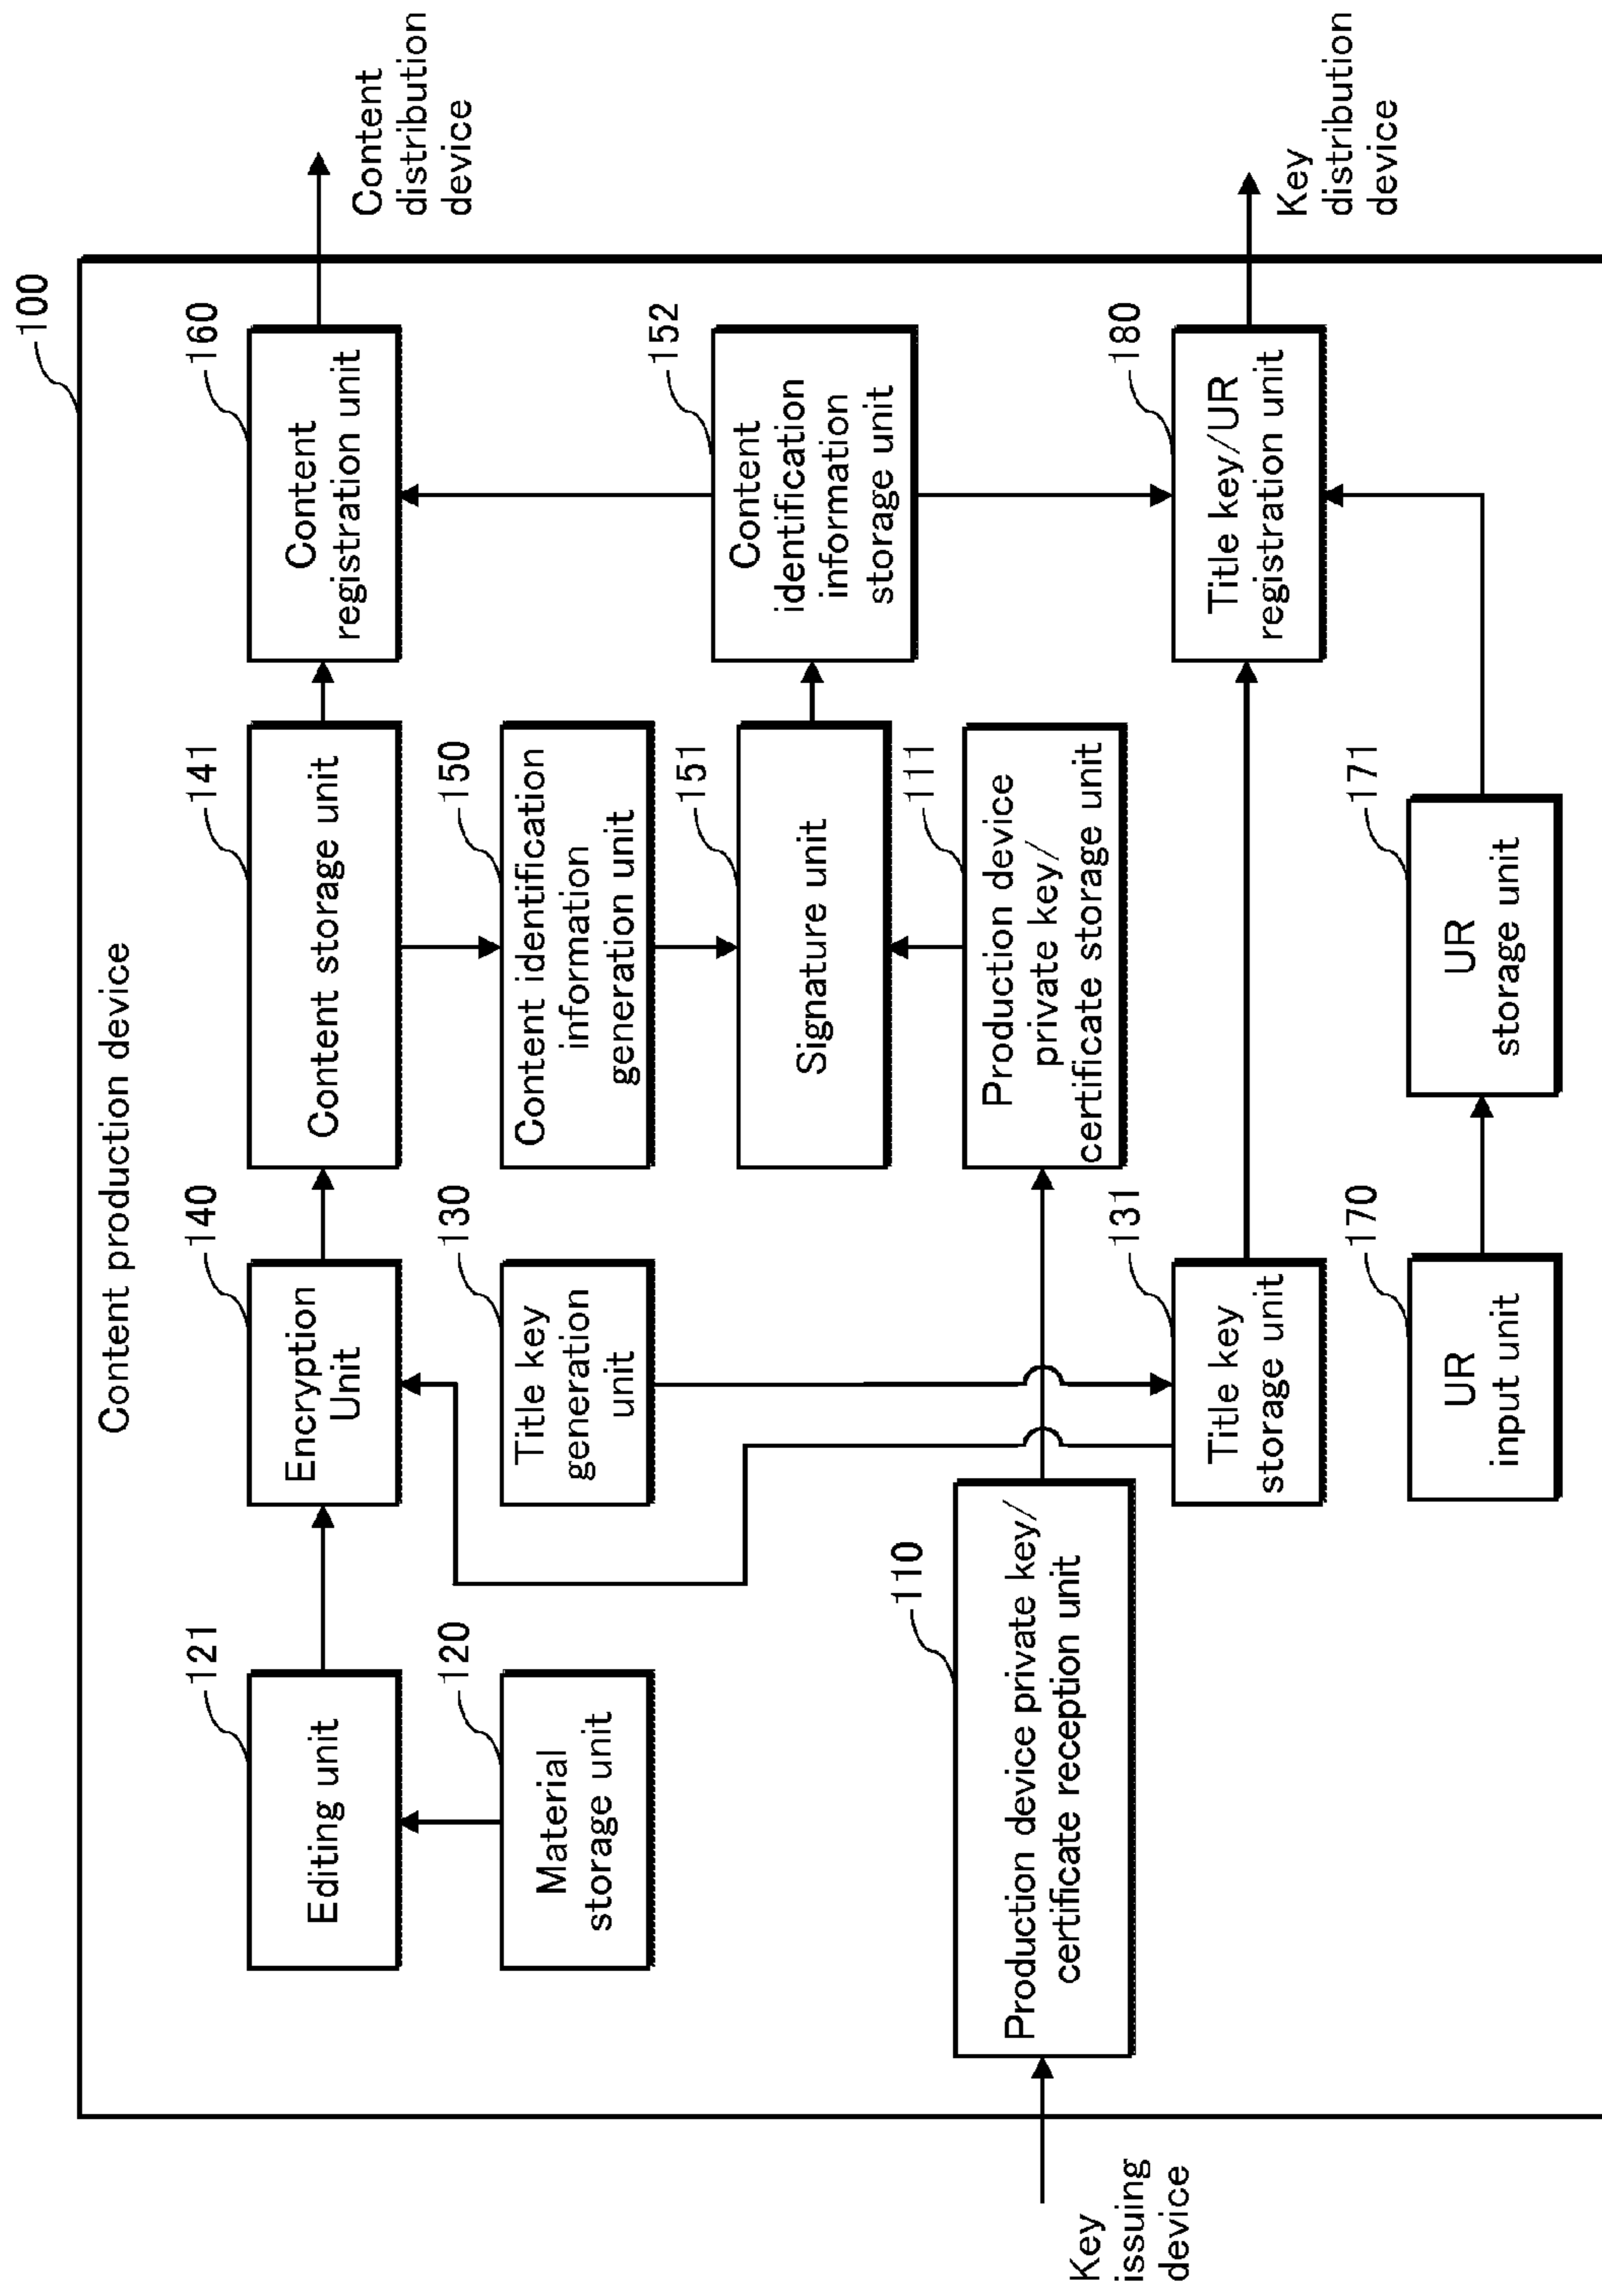 Content production device
100
121
Editing unit
140
Encryption
Unit
141
Content storage unit
160
Content
registration unit
Content
distribution
device
120
Material
storage unit
130
Title key
generation
unit
150
Content identification
information
generation unit
151
Signature unit
152
Content
identification
information
storage unit
110
Production device private key/
certificate reception unit
111
Production device
private key/
certificate storage unit
Key
issuing
device
131
Title key
storage unit
180
Title key/UR
registration unit
Key
distribution
device
170
UR
input unit
171
UR
storage unit